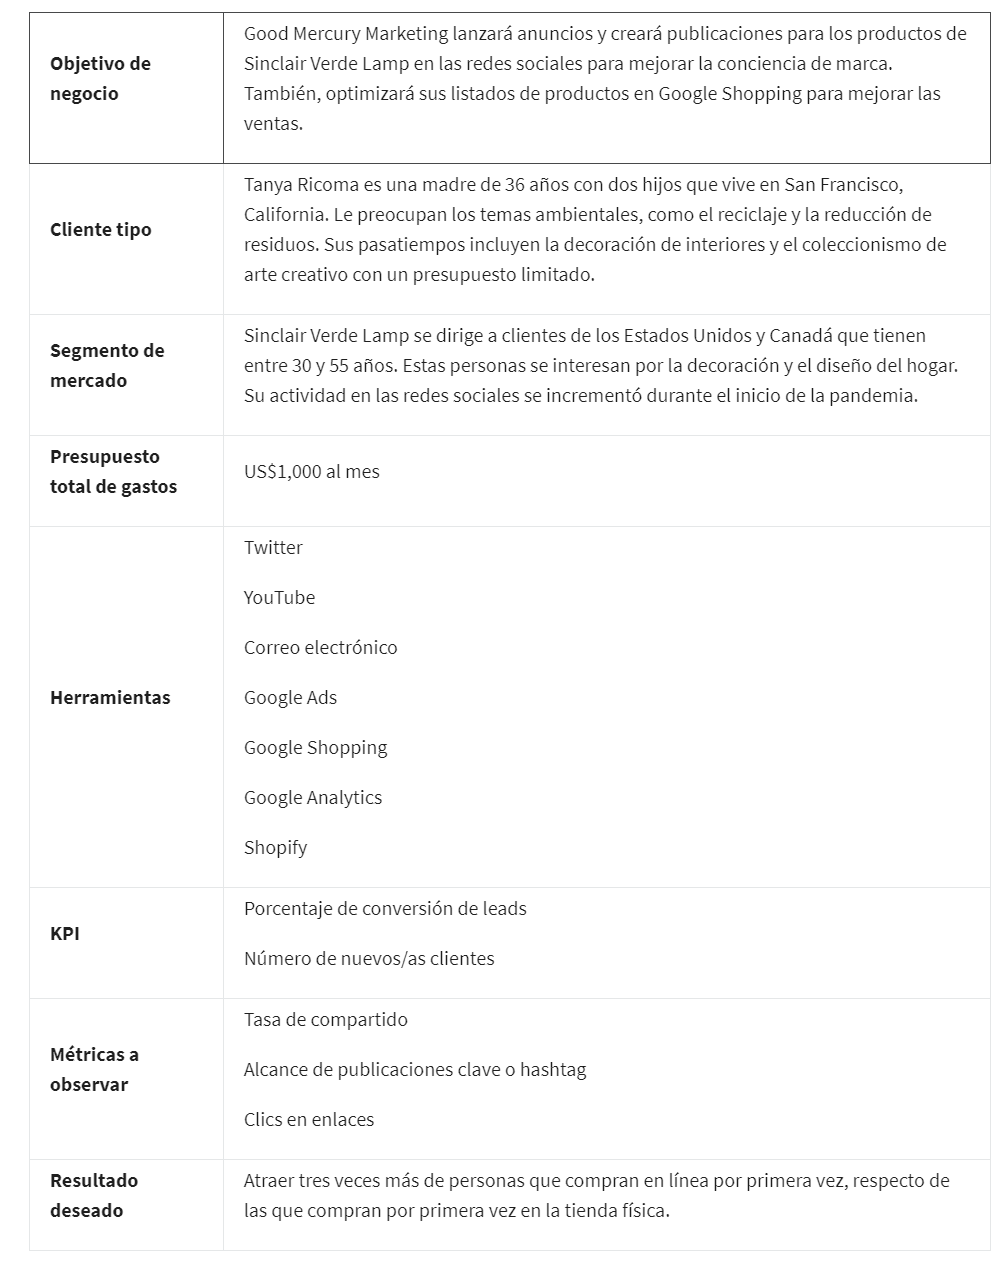 Objetivo de
negocio
Good Mercury Marketing lanzará anuncios y creará publicaciones para los productos de
Sinclair Verde Lamp en las redes sociales para mejorar la conciencia de marca.
También, optimizará sus listados de productos en Google Shopping para mejorar las
ventas.
Cliente tipo
Tanya Ricoma es una madre de 36 años con dos hijos que vive en San Francisco,
California. Le preocupan los temas ambientales, como el reciclaje y la reducción de
residuos. Sus pasatiempos incluyen la decoración de interiores y el coleccionismo de
arte creativo con un presupuesto limitado.
Segmento de
mercado
Sinclair Verde Lamp se dirige a clientes de los Estados Unidos y Canadá que tienen
entre 30 y 55 años. Estas personas se interesan por la decoración y el diseño del hogar.
Su actividad en las redes sociales se incrementó durante el inicio de la pandemia.
Presupuesto
total de gastos
US$1,000 al mes
Herramientas
Twitter
YouTube
Correo electrónico
Google Ads
Google Shopping
Google Analytics
Shopify
KPI
Porcentaje de conversión de leads
Número de nuevos/as clientes
Métricas a
observar
Tasa de compartido
Alcance de publicaciones clave o hashtag
Clics en enlaces
Resultado
deseado
Atraer tres veces más de personas que compran en línea por primera vez, respecto de
las que compran por primera vez en la tienda física.